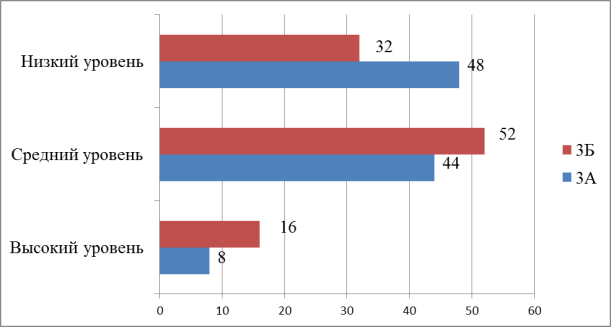 Низкий уровень
32
48
Средний уровень
52
44
Высокий уровень
16
8
3Б
3А
0 10 20 30 40 50 60